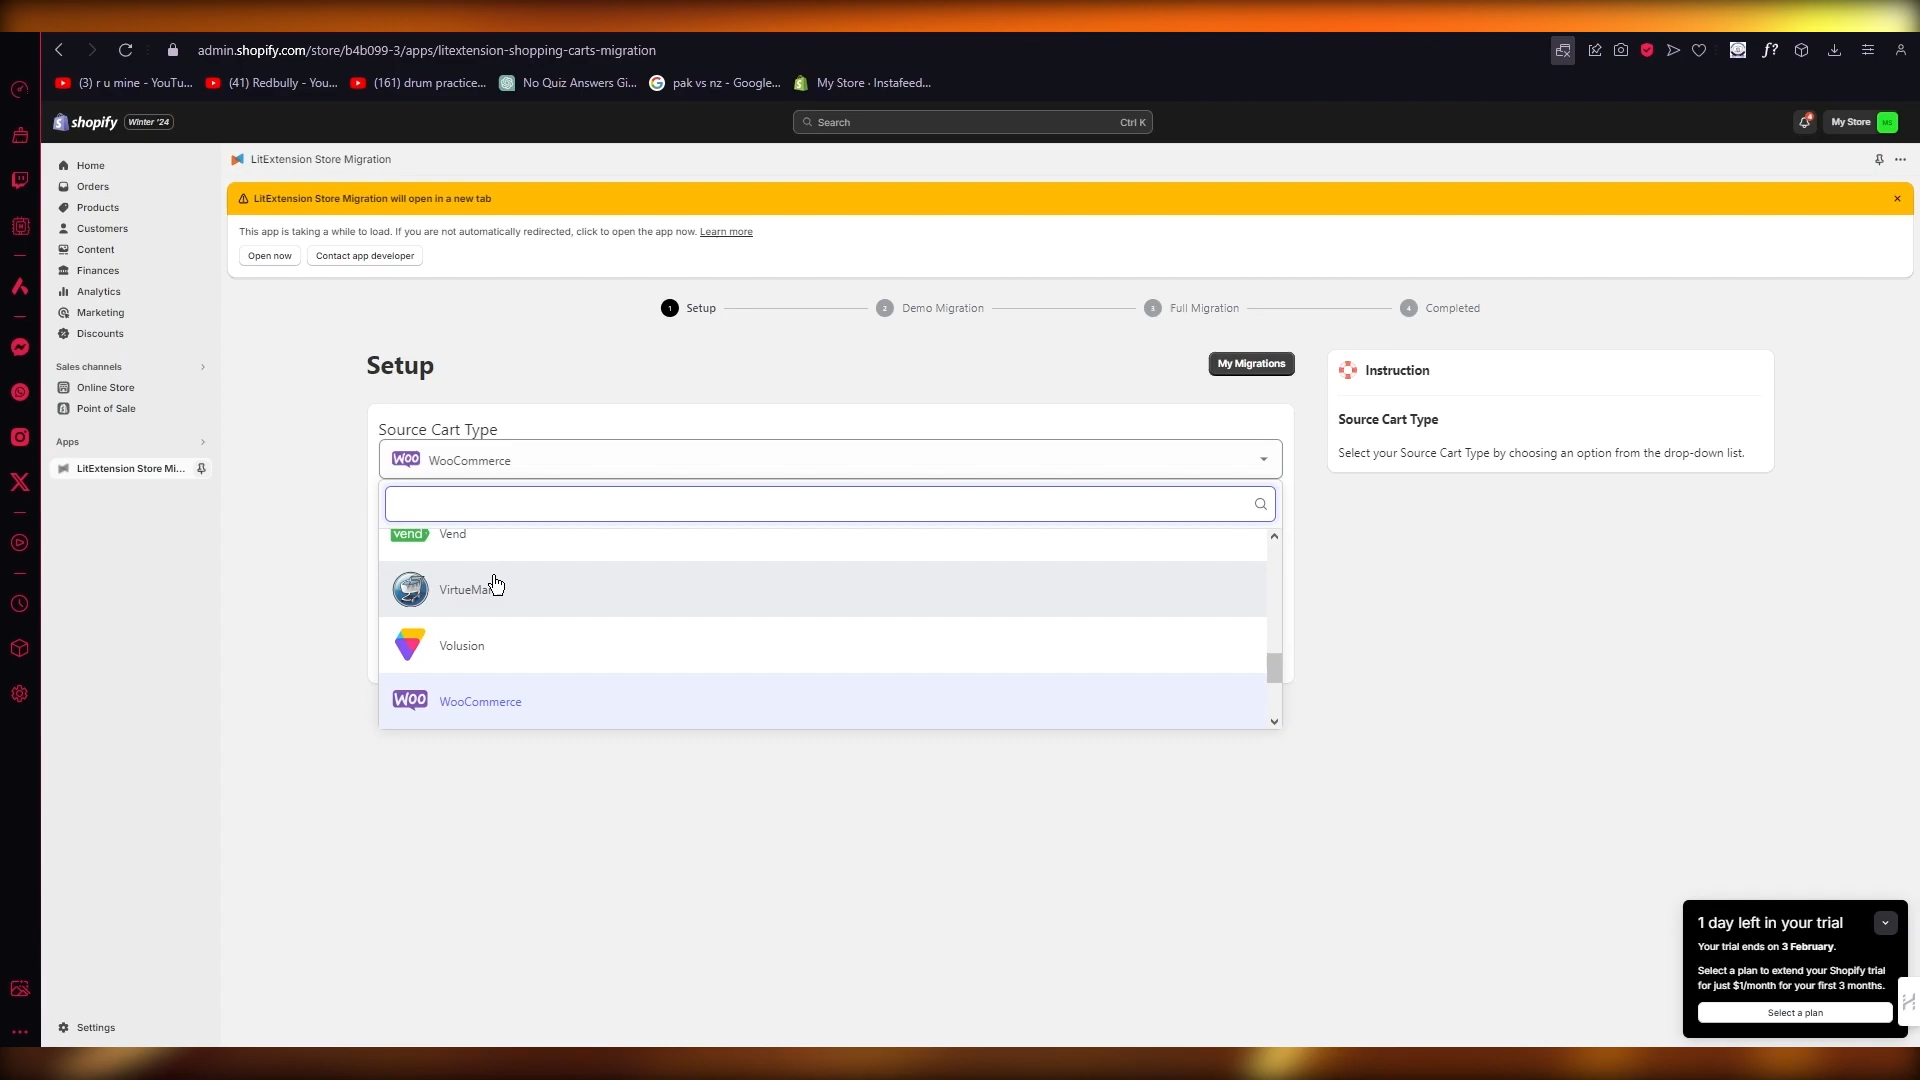 admin.shopify.com/store/b4b099-3/apps/litextension-shopping-carts-migration
(3) r u mine - YouTu... (41) Redbully - You... (161) drum practice... No Quiz Answers Gi... pak vs nz - Google... My Store · Instafeed...
shopify Winter '24 Search Ctrl K My Store MS
LitExtension Store Migration
LitExtension Store Migration will open in a new tab
This app is taking a while to load. If you are not automatically redirected, click to open the app now. Learn more
Open now Contact app developer
Home
Orders
Products
Customers
Content
Finances
Analytics
Marketing
Discounts
Sales channels
Online Store
Point of Sale
Apps
LitExtension Store Mi...
Settings
1 Setup 2 Demo Migration 3 Full Migration 4 Completed
Setup
My Migrations
Source Cart Type
WOO WooCommerce
vend Vend
VirtueMa
Volusion
WOO WooCommerce
Instruction
Source Cart Type
Select your Source Cart Type by choosing an option from the drop-down list.
1 day left in your trial
Your trial ends on 3 February.
Select a plan to extend your Shopify trial
for just $1/month for your first 3 months.
Select a plan